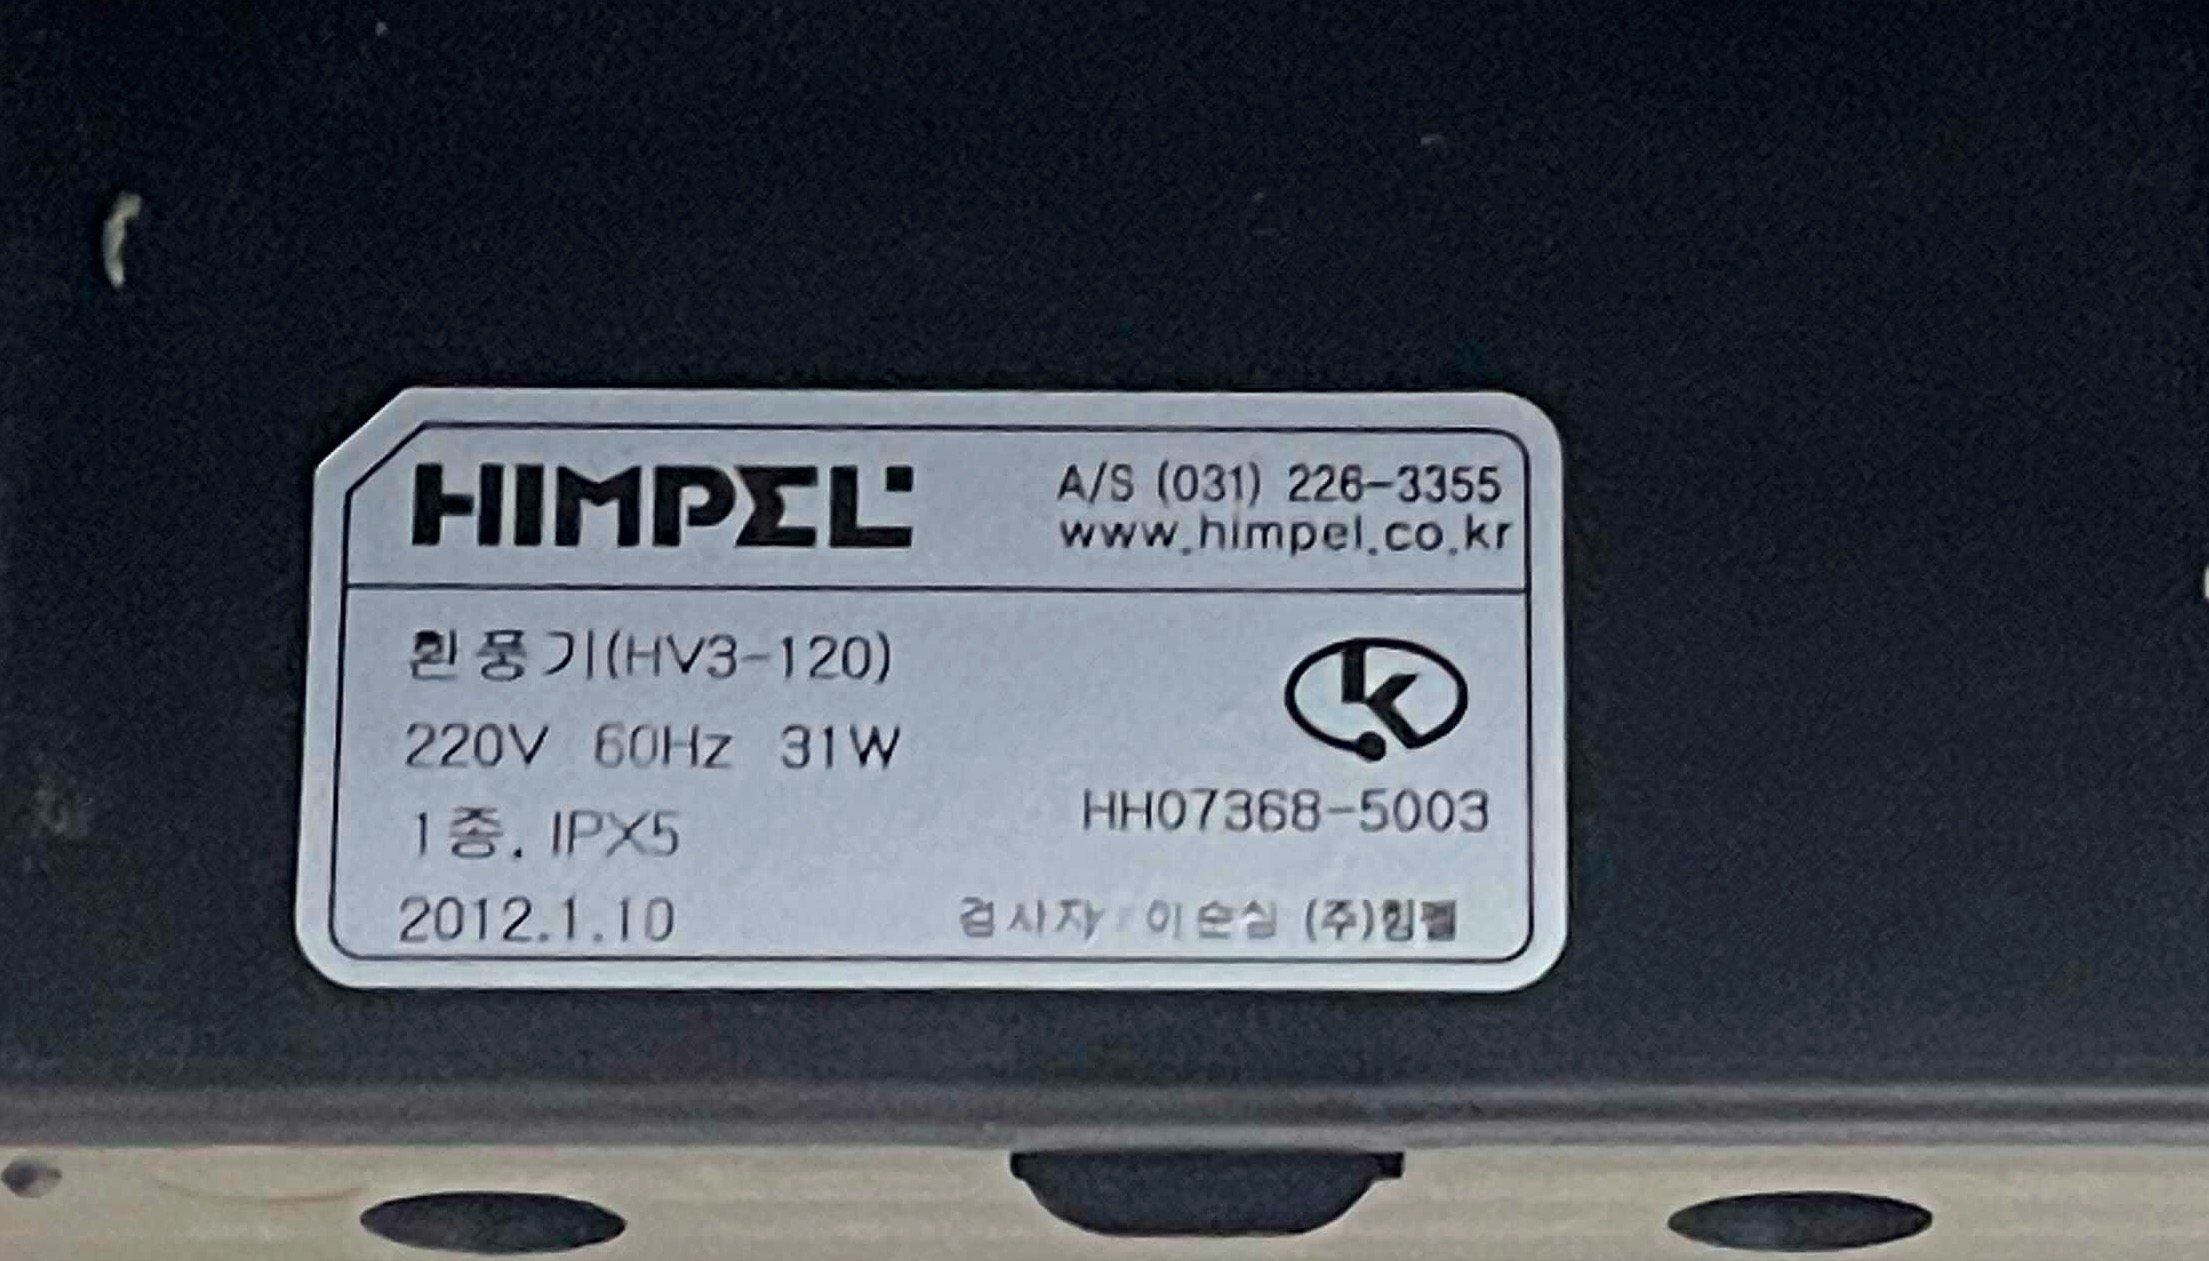 HIMPEL
A/S (031) 226-3355
www.himpel.co.kr
환풍기(HV3-120)
220V 60Hz 31W
1종. IPX5
HH07368-5003
2012.1.10
검사자 이순심 (주)힘펠